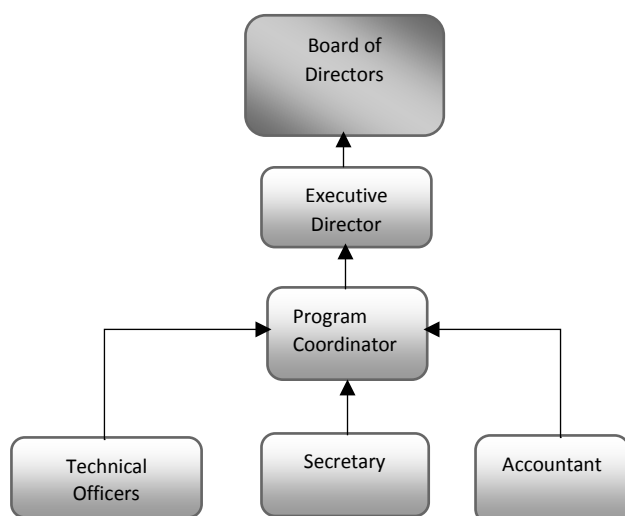 Board of
Directors
Executive
Director
Program
Coordinator
Technical
Officers
Secretary
Accountant